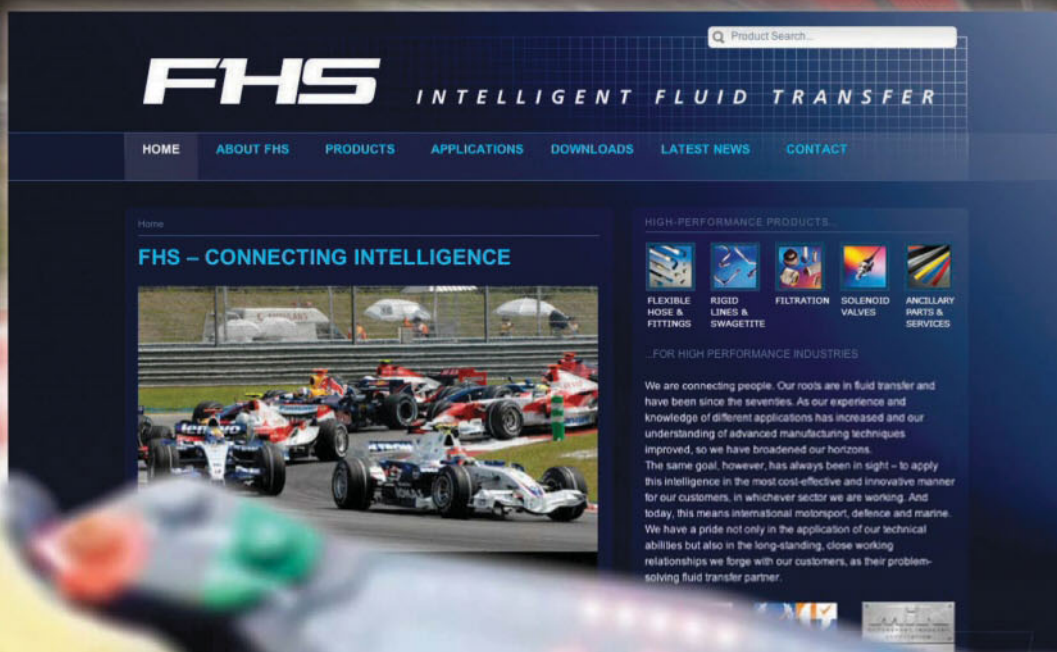 Product Search...
FHS
INTELLIGENT FLUID TRANSFER
HOME ABOUT FHS PRODUCTS APPLICATIONS DOWNLOADS LATEST NEWS CONTACT
Home
FHS – CONNECTING INTELLIGENCE
lenovo
HIGH-PERFORMANCE PRODUCTS...
FLEXIBLE
HOSE &
FITTINGS
RIGID
LINES &
SWAGETITE
FILTRATION
SOLENOID
VALVES
ANCILLARY
PARTS &
SERVICES
...FOR HIGH PERFORMANCE INDUSTRIES
We are connecting people. Our roots are in fluid transfer and
have been since the seventies. As our experience and
knowledge of different applications has increased and our
understanding of advanced manufacturing techniques
improved, so we have broadened our horizons.
The same goal, however, has always been in sight – to apply
this intelligence in the most cost-effective and innovative manner
for our customers, in whichever sector we are working. And
today, this means international motorsport, defence and marine.
We have a pride not only in the application of our technical
abilities but also in the long-standing, close working
relationships we forge with our customers, as their problem-
solving fluid transfer partner.